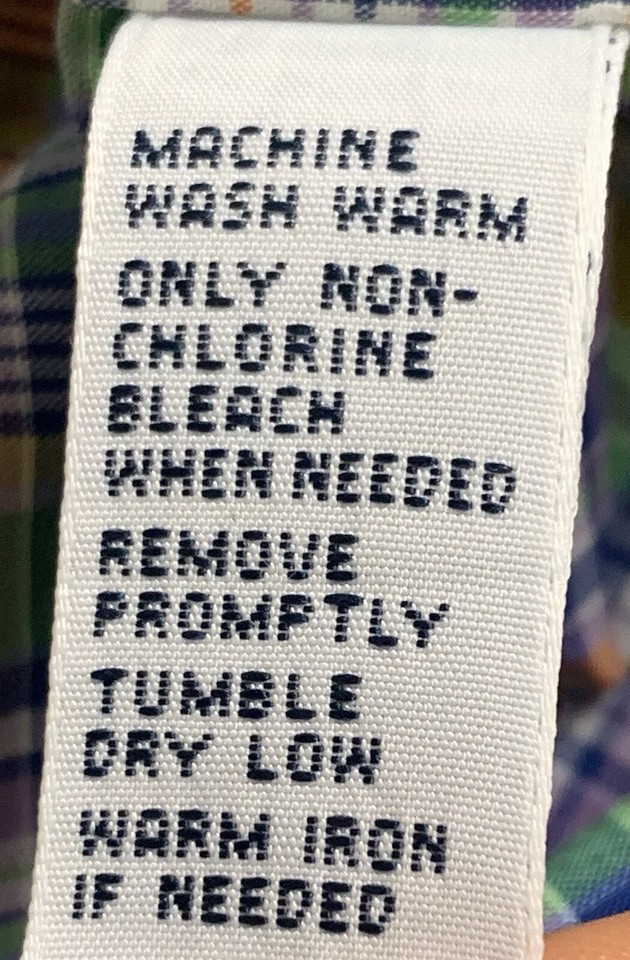 MACHINE
WASH WARM
ONLY NON-
CHLORINE
BLEACH
WHEN NEEDED
REMOVE
PROMPTLY
TUMBLE
DRY LOW
WARM IRON
IF NEEDED